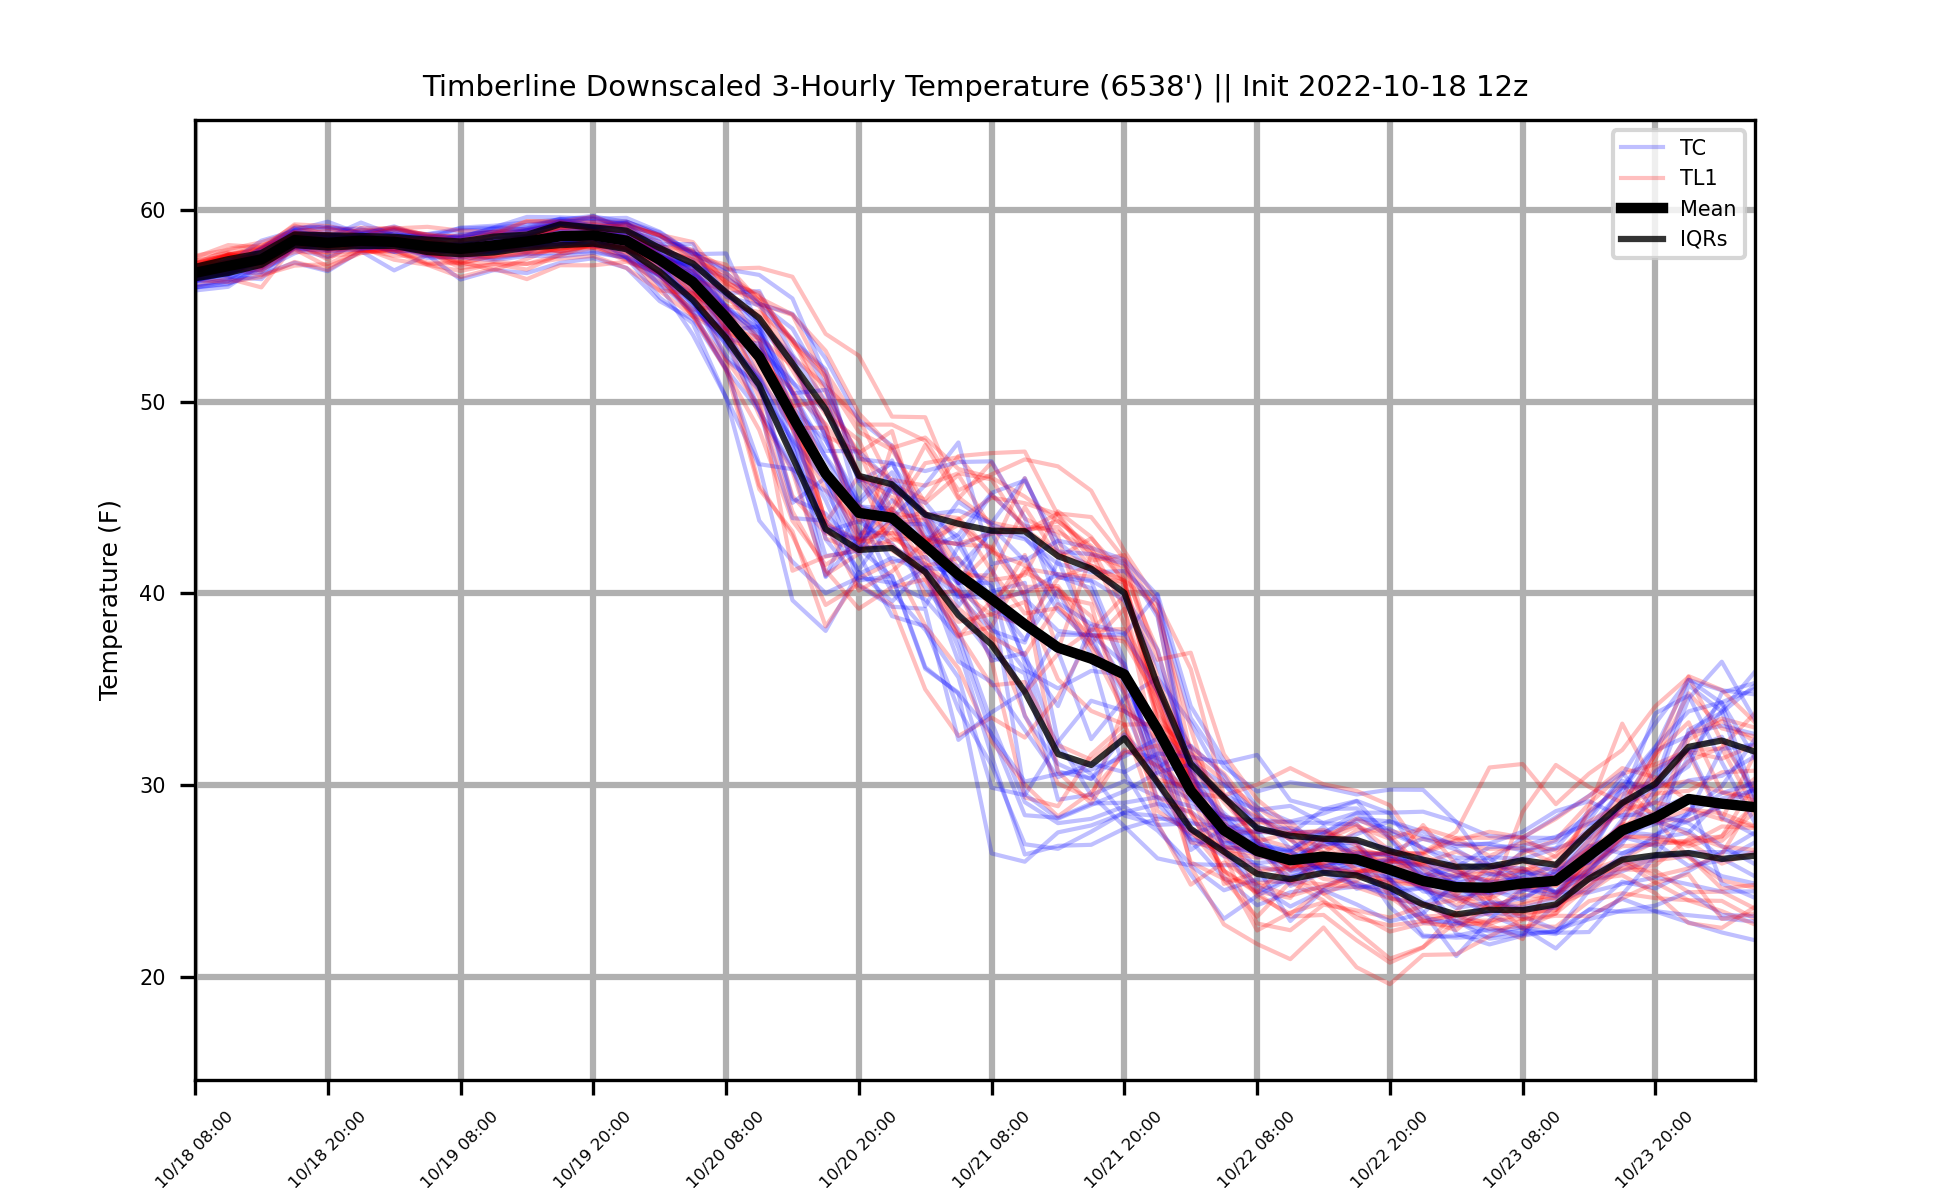 Timberline Downscaled 3-Hourly Temperature (6538') || Init 2022-10-18 12z
TC
TL1
Mean
IQRs
Temperature (F)
60
50
40
30
20
10/18 08:00
10/18 20:00
10/19 08:00
10/19 20:00
10/20 08:00
10/20 20:00
10/21 08:00
10/21 20:00
10/22 08:00
10/22 20:00
10/23 08:00
10/23 20:00